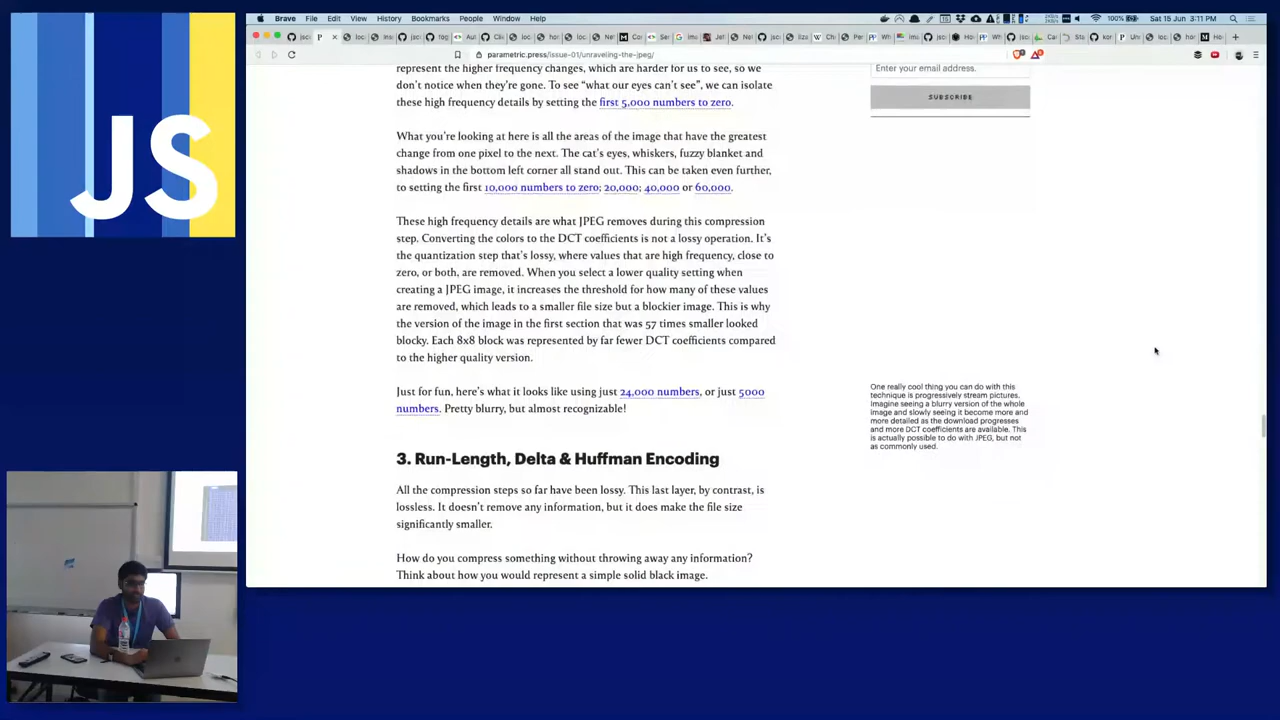 JS
Brave File Edit View History Bookmarks People Window Help
100% Sat 15 Jun 3:11 PM
parametric.press/issue-01/unraveling-the-jpeg/
represent the higher frequency changes, which are harder for us to see, so we
don't notice when they're gone. To see “what our eyes can't see”, we can isolate
these high frequency details by setting the first 5,000 numbers to zero.
What you're looking at here is all the areas of the image that have the greatest
change from one pixel to the next. The cat's eyes, whiskers, fuzzy blanket and
shadows in the bottom left corner all stand out. This can be taken even further,
to setting the first 10,000 numbers to zero; 20,000; 40,000 or 60,000.
These high frequency details are what JPEG removes during this compression
step. Converting the colors to the DCT coefficients is not a lossy operation. It's
the quantization step that's lossy, where values that are high frequency, close to
zero, or both, are removed. When you select a lower quality setting when
creating a JPEG image, it increases the threshold for how many of these values
are removed, which leads to a smaller file size but a blockier image. This is why
the version of the image in the first section that was 57 times smaller looked
blocky. Each 8x8 block was represented by far fewer DCT coefficients compared
to the higher quality version.
Just for fun, here's what it looks like using just 24,000 numbers, or just 5000
numbers. Pretty blurry, but almost recognizable!
3. Run-Length, Delta & Huffman Encoding
All the compression steps so far have been lossy. This last layer, by contrast, is
lossless. It doesn't remove any information, but it does make the file size
significantly smaller.
How do you compress something without throwing away any information?
Think about how you would represent a simple solid black image.
Enter your email address.
SUBSCRIBE
One really cool thing you can do with this
technique is progressively stream pictures.
Imagine seeing a blurry version of the whole
image and slowly seeing it become more and
more detailed as the download progresses
and more DCT coefficients are available. This
is actually possible to do with JPEG, but not
as commonly used.